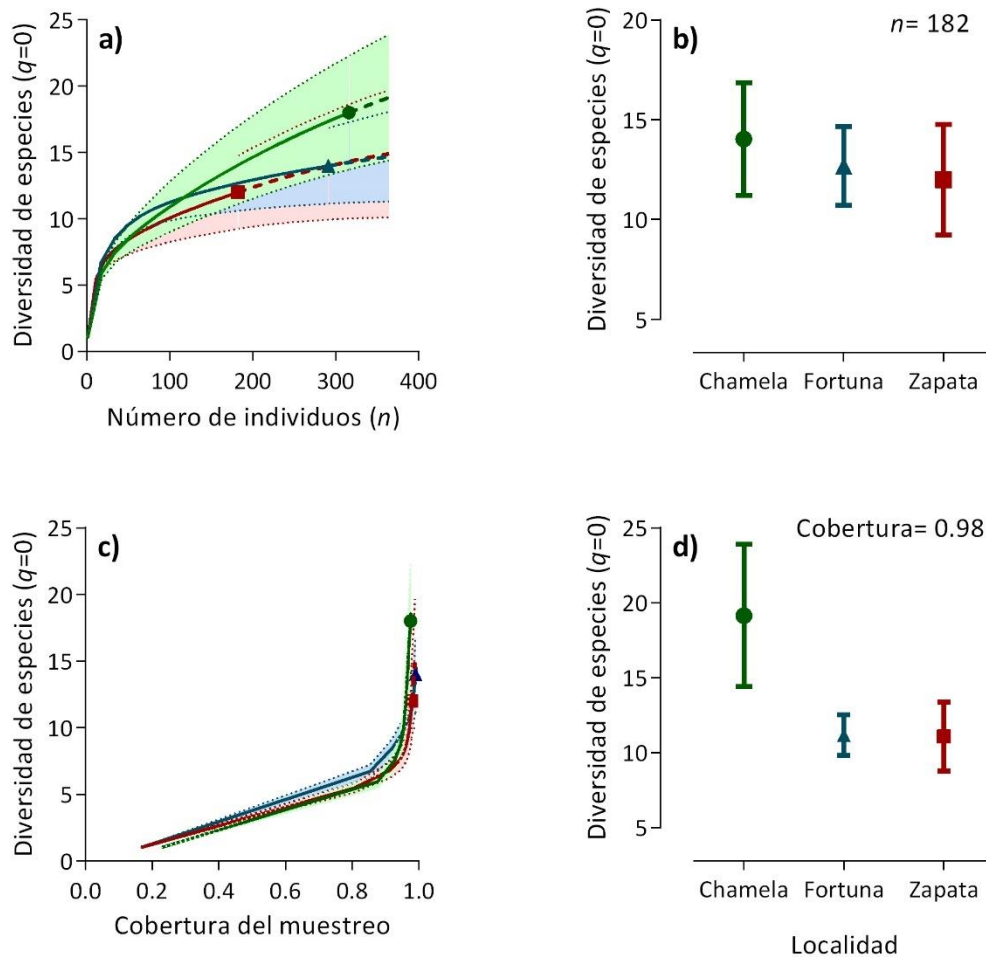 a)
Diversidad de especies (q=0)
25
20
15
10
5
0
0 100 200 300 400
Número de individuos (n)
b)
n= 182
Diversidad de especies (q=0)
20
15
10
5
Chamela Fortuna Zapata
c)
Diversidad de especies (q=0)
25
20
15
10
5
0
0.0 0.2 0.4 0.6 0.8 1.0
Cobertura del muestreo
d)
Cobertura= 0.98
Diversidad de especies (q=0)
25
20
15
10
5
Chamela Fortuna Zapata
Localidad